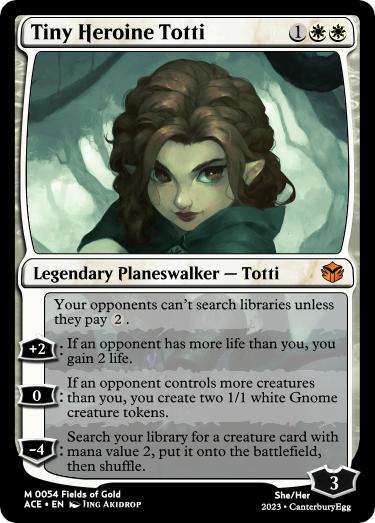 Tiny Heroine Totti 1
Legendary Planeswalker — Totti
Your opponents can't search libraries unless
they pay 2 .
+2 : If an opponent has more life than you, you
gain 2 life.
0 : If an opponent controls more creatures
than you, you create two 1/1 white Gnome
creature tokens.
-4 : Search your library for a creature card with
mana value 2, put it onto the battlefield,
then shuffle.
3
M 0054 Fields of Gold She/Her
ACE • EN Jing Akidrop 2023 • CanterburyEgg